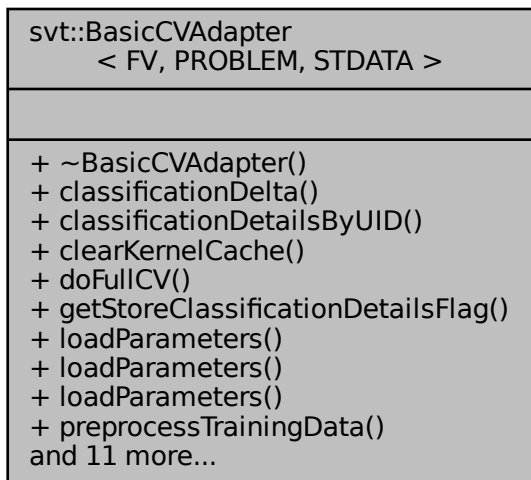 svt::BasicCVAdapter
< FV, PROBLEM, STDATA >
+ ~BasicCVAdapter()
+ classificationDelta()
+ classificationDetailsByUID()
+ clearKernelCache()
+ doFullCV()
+ getStoreClassificationDetailsFlag()
+ loadParameters()
+ loadParameters()
+ loadParameters()
+ preprocessTrainingData()
and 11 more...